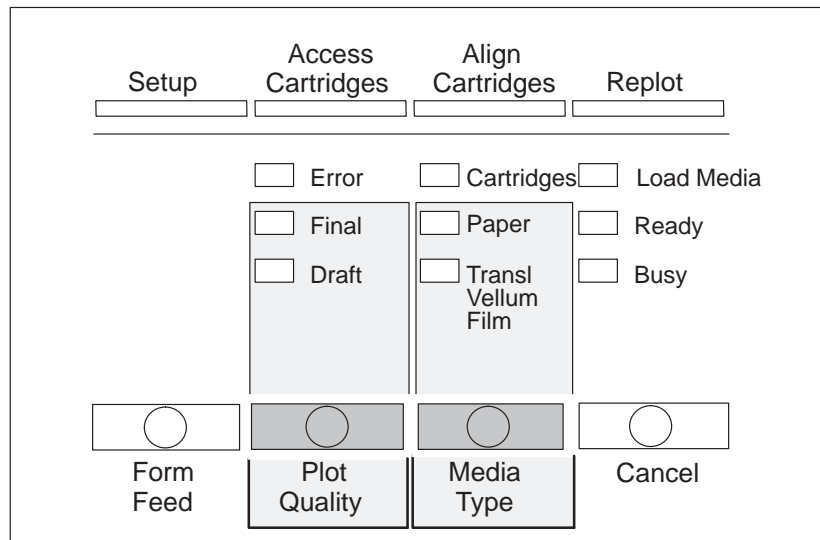 Setup
Access
Cartridges
Align
Cartridges
Replot
Error
Cartridges
Load Media
Final
Paper
Ready
Draft
Transl
Vellum
Film
Busy
Form
Feed
Plot
Quality
Media
Type
Cancel